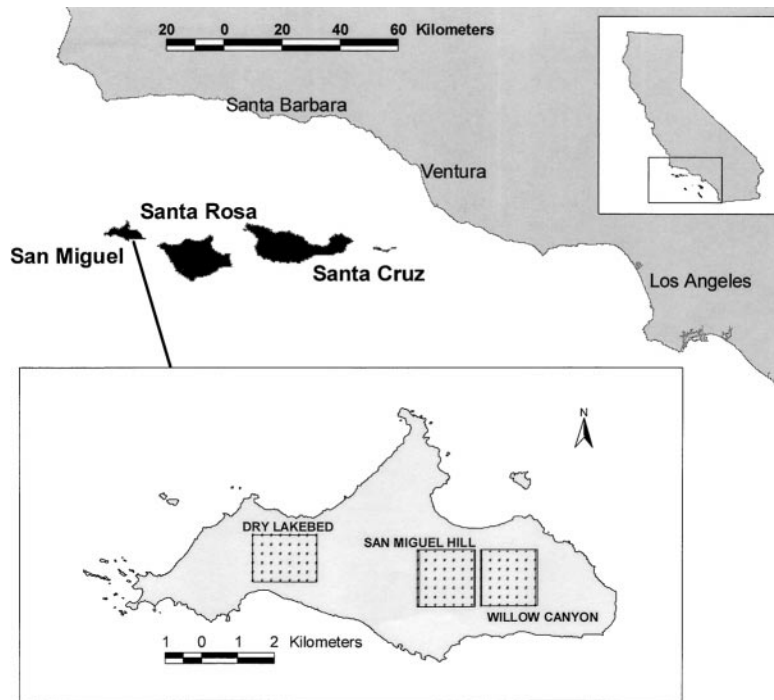 20 0 20 40 60 Kilometers
Santa Barbara
Ventura
Santa Rosa
San Miguel
Santa Cruz
Los Angeles
N
DRY LAKEBED
SAN MIGUEL HILL
WILLOW CANYON
1 0 1 2 Kilometers